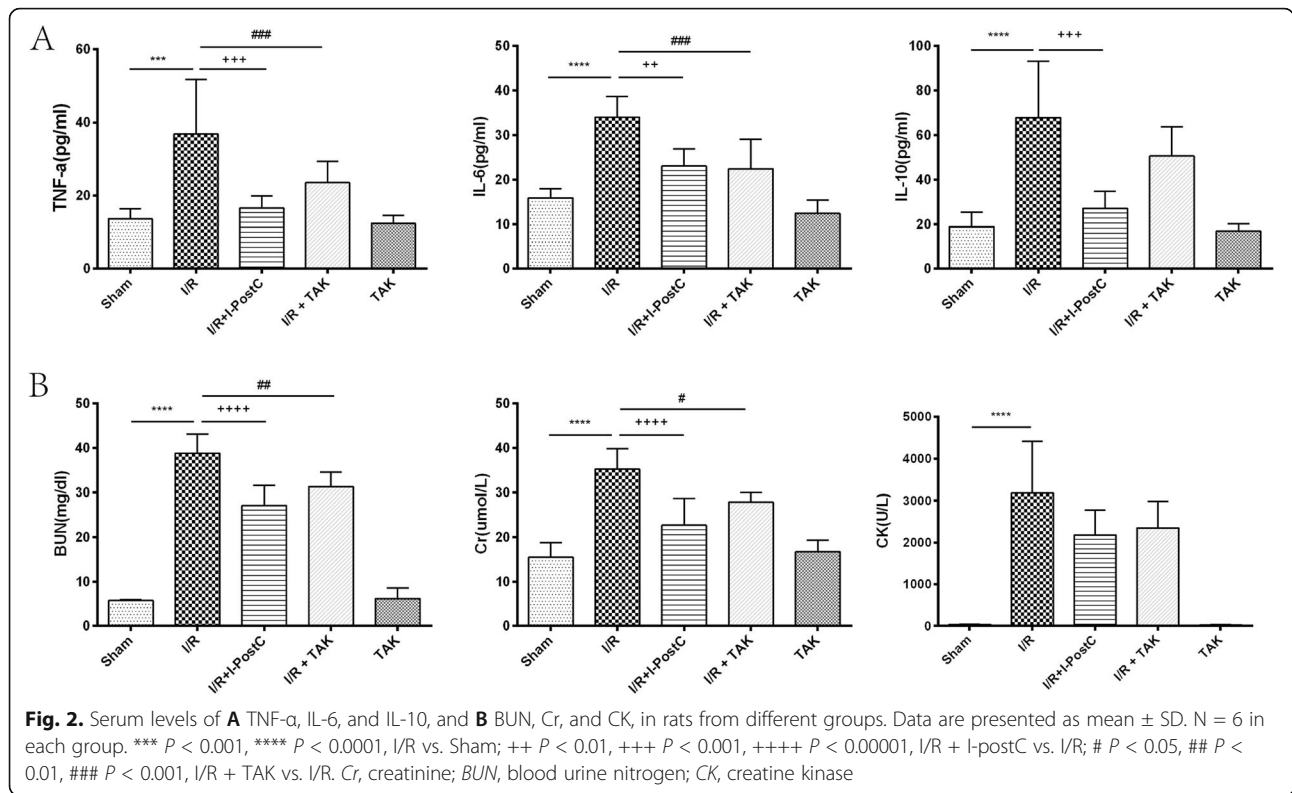 A
###
***
+++
TNF-a(pg/ml)
60
40
20
0
Sham
I/R
I/R+I-PostC
I/R + TAK
TAK
###
****
++
IL-6(pg/ml)
50
40
30
20
10
0
Sham
I/R
I/R+I-PostC
I/R + TAK
TAK
****
+++
IL-10(pg/ml)
100
80
60
40
20
0
Sham
I/R
I/R+I-PostC
I/R + TAK
TAK
B
##
****
++++
BUN(mg/dl)
50
40
30
20
10
0
Sham
I/R
I/R+I-PostC
I/R + TAK
TAK
#
****
++++
Cr(umol/L)
50
40
30
20
10
0
Sham
I/R
I/R+I-PostC
I/R + TAK
TAK
****
CK(U/L)
5000
4000
3000
2000
1000
0
Sham
I/R
I/R+I-PostC
I/R + TAK
TAK
Fig. 2. Serum levels of A TNF-α, IL-6, and IL-10, and B BUN, Cr, and CK, in rats from different groups. Data are presented as mean ± SD. N = 6 in
each group. *** P < 0.001, **** P < 0.0001, I/R vs. Sham; ++ P < 0.01, +++ P < 0.001, ++++ P < 0.00001, I/R + I-postC vs. I/R; # P < 0.05, ## P <
0.01, ### P < 0.001, I/R + TAK vs. I/R. Cr, creatinine; BUN, blood urine nitrogen; CK, creatine kinase